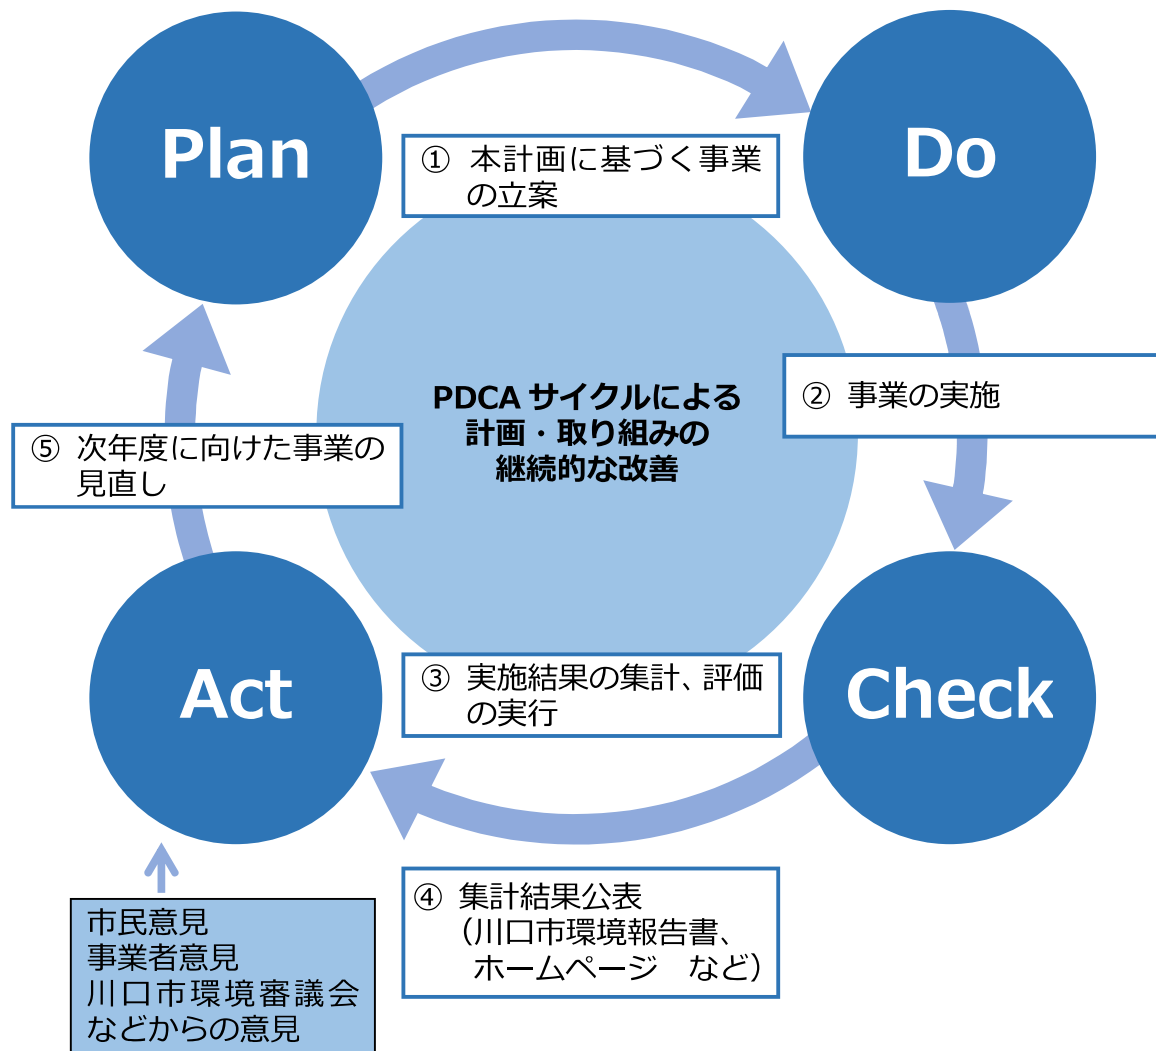 Plan
Do
① 本計画に基づく事業
の立案
② 事業の実施
PDCA サイクルによる
計画・取り組みの
継続的な改善
⑤ 次年度に向けた事業の
見直し
Act
Check
③ 実施結果の集計、評価
の実行
④ 集計結果公表
（川口市環境報告書、
ホームページ　など）
市民意見
事業者意見
川口市環境審議会
などからの意見